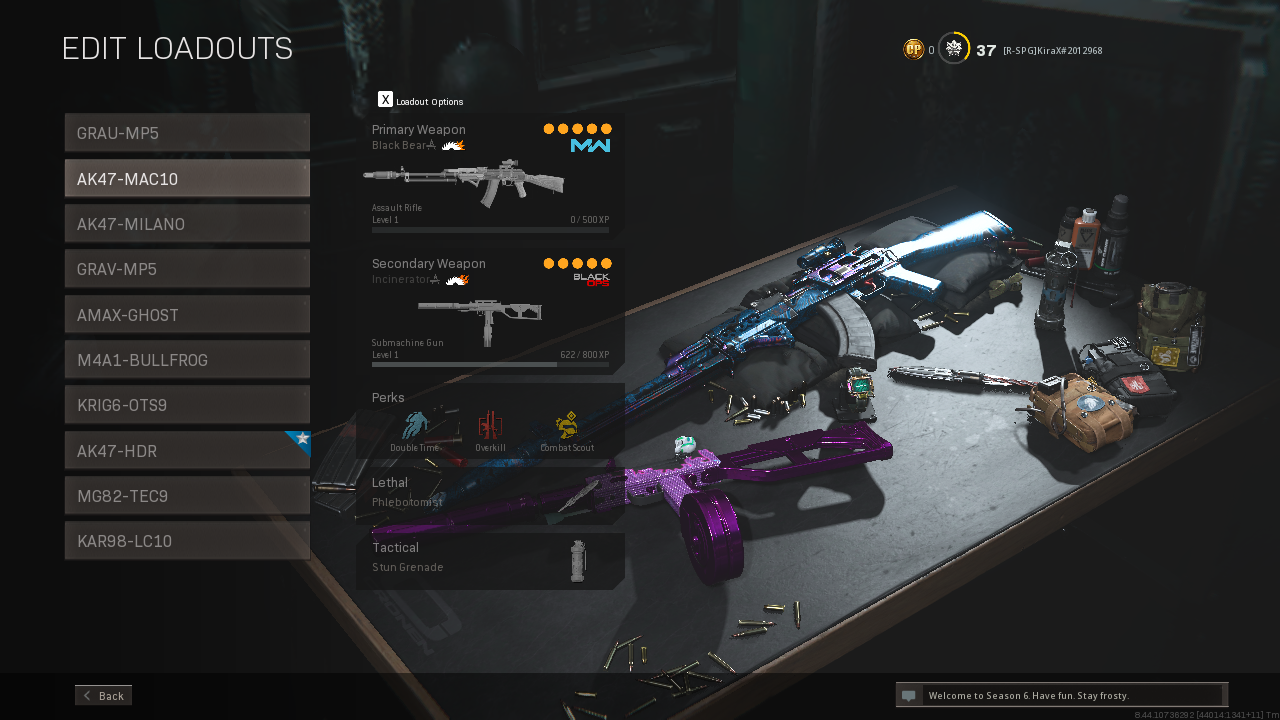 EDIT LOADOUTS
CP 0 37 [R-SPG]KiraX#2012968
X Loadout Options
GRAU-MP5
AK47-MAC10
AK47-MILANO
GRAV-MP5
AMAX-GHOST
M4A1-BULLFROG
KRIG6-OTS9
AK47-HDR
MG82-TEC9
KAR98-LC10
Primary Weapon
Black Bear
MW
Assault Rifle
Level 1 0 / 500 XP
Secondary Weapon
Incinerator
BLACK OPS
Submachine Gun
Level 1 622 / 800 XP
Perks
Double Time Overkill Combat Scout
Lethal
Phlebotomist
Tactical
Stun Grenade
Back
Welcome to Season 6. Have fun. Stay frosty.